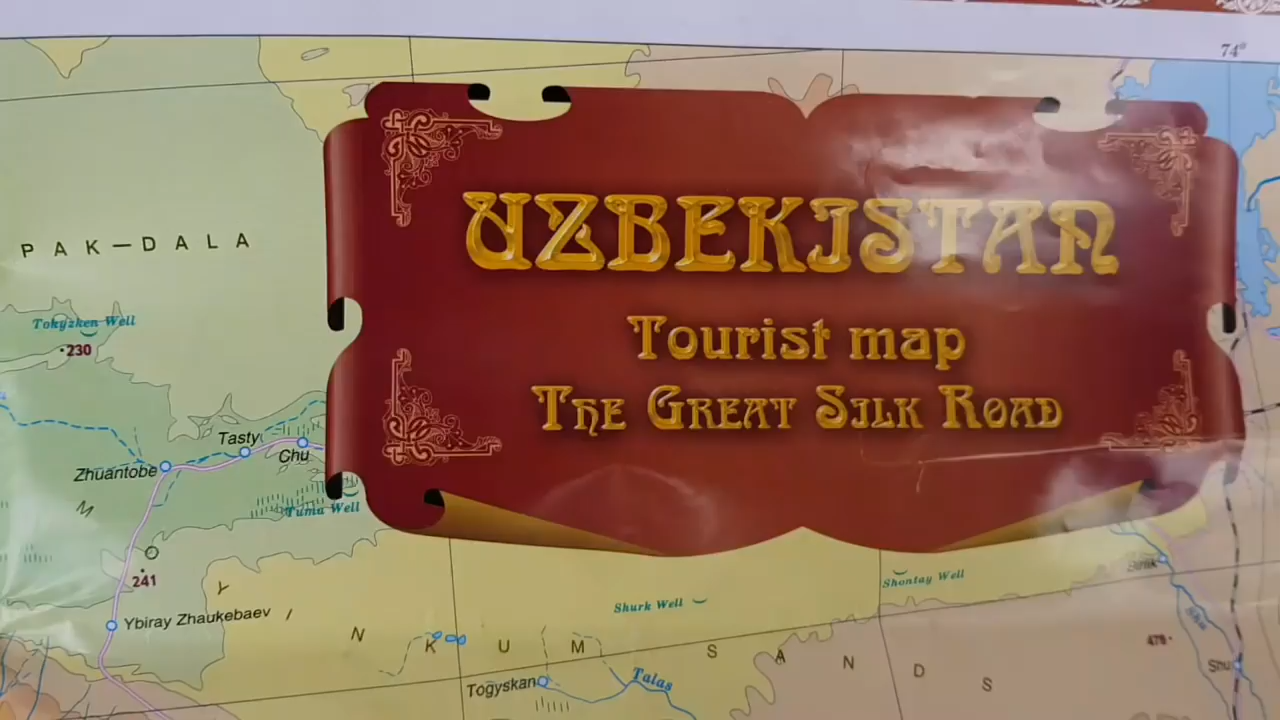 74°
UZBEKISTAN
Tourist map
THE GREAT SILK ROAD
PAK-DALA
Tokyzken Well
230
Tasty
Chu
Zhuantobe
Tuma Well
M
241
Ybiray Zhaukebaev
Y I N K U M S A N D S
Shurk Well
Shontay Well
479
Shu
Togyskan
Talas